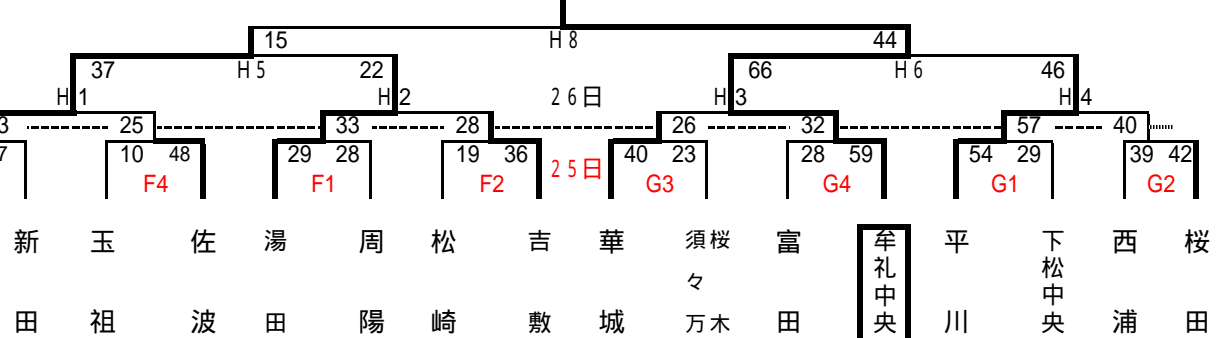 15 H8 44
37 H5 22 66 H6 46
H1 H2 26日 H3 H4
3 25 33 28 26 32 57 40
7 10 48 29 28 19 36 25日 40 23 28 59 54 29 39 42
F4 F1 F2 G3 G4 G1 G2
新田 玉祖 佐波 湯田 周陽 松崎 吉敷 華城 須々万 桜木 富田 牟礼中央 平川 下松中央 西浦 桜田